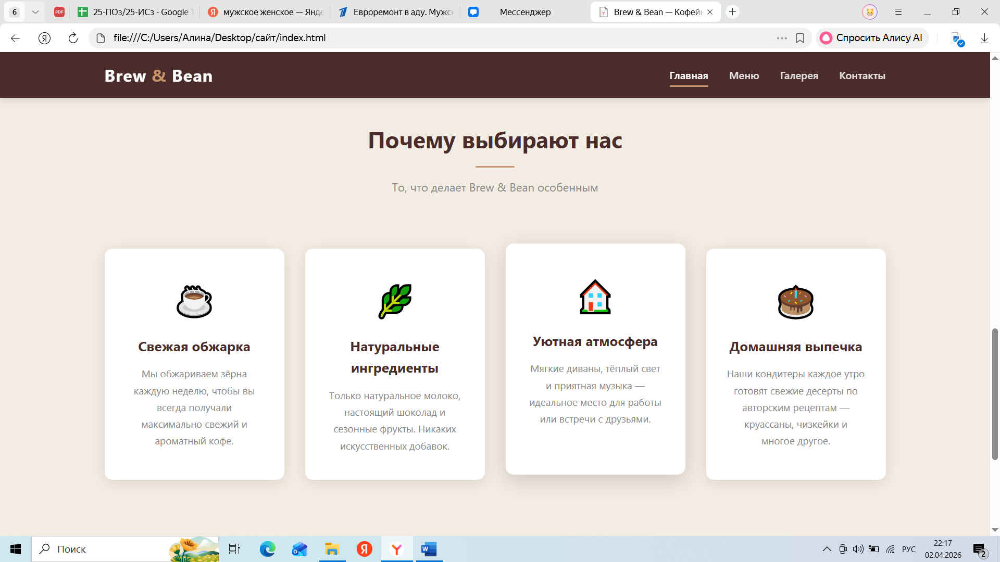 6
PDF
25-ПОз/25-ИСз - Google T
мужское женское — Янде
Евроремонт в аду. Мужск
Мессенджер
Brew & Bean — Кофейн
file:///C:/Users/Алина/Desktop/сайт/index.html
Спросить Алису AI
Brew & Bean
Главная
Меню
Галерея
Контакты
Почему выбирают нас
То, что делает Brew & Bean особенным
Свежая обжарка
Мы обжариваем зёрна
каждую неделю, чтобы вы
всегда получали
максимально свежий и
ароматный кофе.
Натуральные
ингредиенты
Только натуральное молоко,
настоящий шоколад и
сезонные фрукты. Никаких
искусственных добавок.
Уютная атмосфера
Мягкие диваны, тёплый свет
и приятная музыка —
идеальное место для работы
или встречи с друзьями.
Домашняя выпечка
Наши кондитеры каждое утро
готовят свежие десерты по
авторским рецептам —
круассаны, чизкейки и
многое другое.
Поиск
РУС
22:17
02.04.2026
2